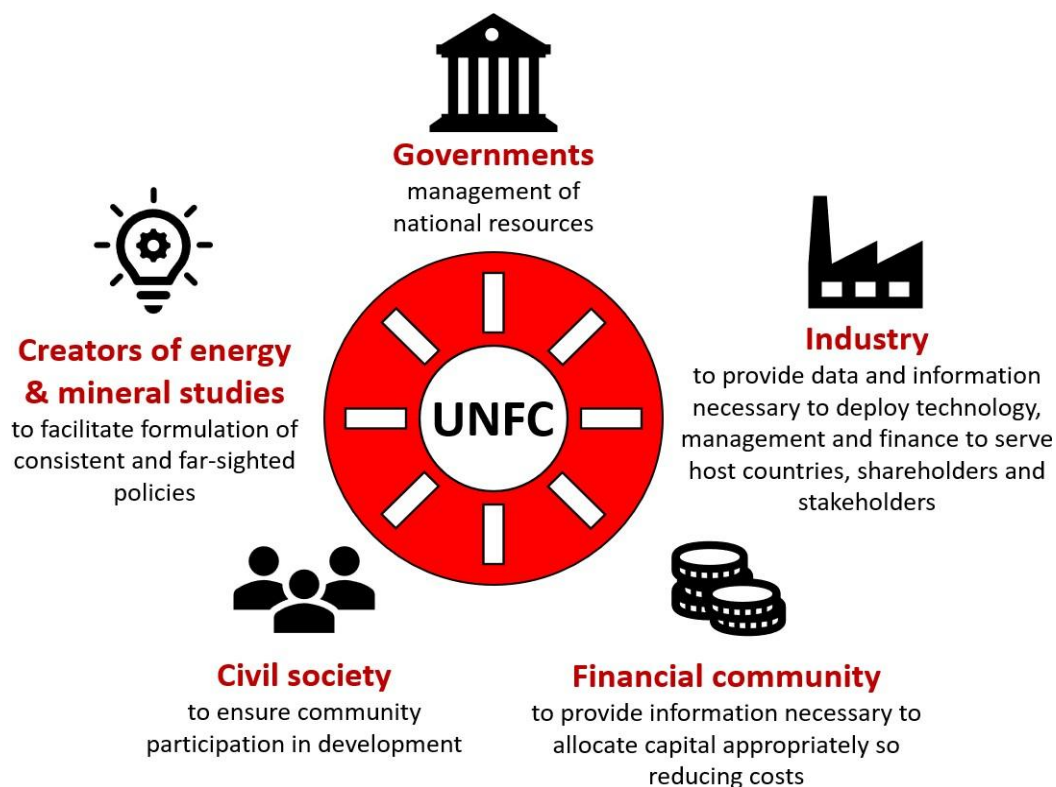 Governments
management of
national resources
Creators of energy
& mineral studies
to facilitate formulation of
consistent and far-sighted
policies
UNFC
Industry
to provide data and information
necessary to deploy technology,
management and finance to serve
host countries, shareholders and
stakeholders
Civil society
to ensure community
participation in development
Financial community
to provide information necessary to
allocate capital appropriately so
reducing costs